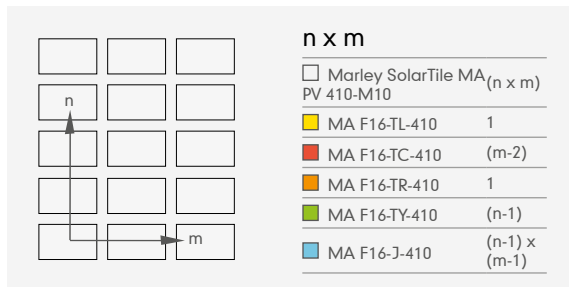 n x m
n
m
Marley SolarTile MA
PV 410-M10
(n x m)
MA F16-TL-410 1
MA F16-TC-410 (m-2)
MA F16-TR-410 1
MA F16-TY-410 (n-1)
MA F16-J-410 (n-1) x
(m-1)